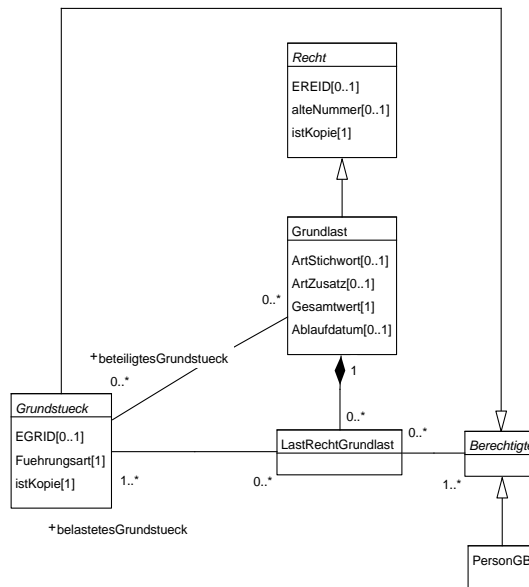 Recht
EREID[0..1]
alteNummer[0..1]
istKopie[1]
Grundlast
ArtStichwort[0..1]
ArtZusatz[0..1]
Gesamtwert[1]
Ablaufdatum[0..1]
0..*
+beteiligtesGrundstueck
0..*
1
0..*
Grundstueck
EGRID[0..1]
Fuehrungsart[1]
istKopie[1]
1..*
0..*
LastRechtGrundlast
0..*
1..*
Berechtigte
+belastetesGrundstueck
PersonGB